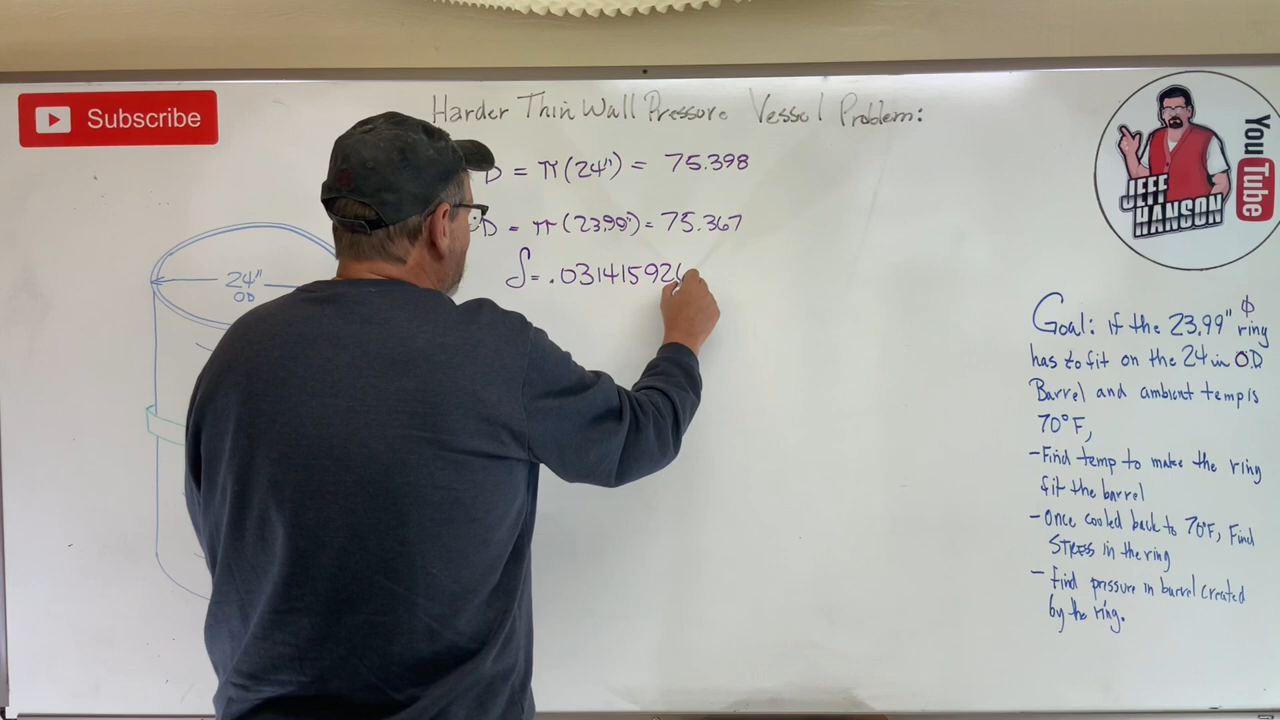 Subscribe
Harder Thin Wall Pressure Vessel Problem:
D = π(24") = 75.398
D = π(23.99") = 75.367
δ = .03141592
24"
OD
YouTube
JEFF
HANSON
Goal: if the 23.99" ϕ ring
has to fit on the 24 in OD
Barrel and ambient temp is
70°F,
- Find temp to make the ring
fit the barrel
- Once cooled back to 70°F, Find
STRESS in the ring
- find pressure in barrel created
by the ring.